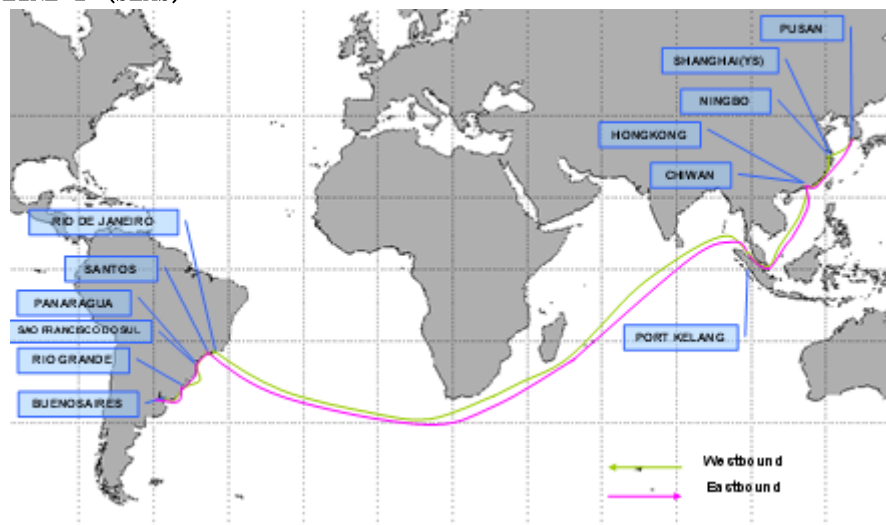 PUSAN
SHANGHAI(YS)
NINGBO
HONGKONG
CHIWAN
RIO DE JANEIRO
SANTOS
PANARAGUA
SAO FRANCISCO DO SUL
RIO GRANDE
PORT KELANG
BUENOSAIRES
Westbound
Eastbound